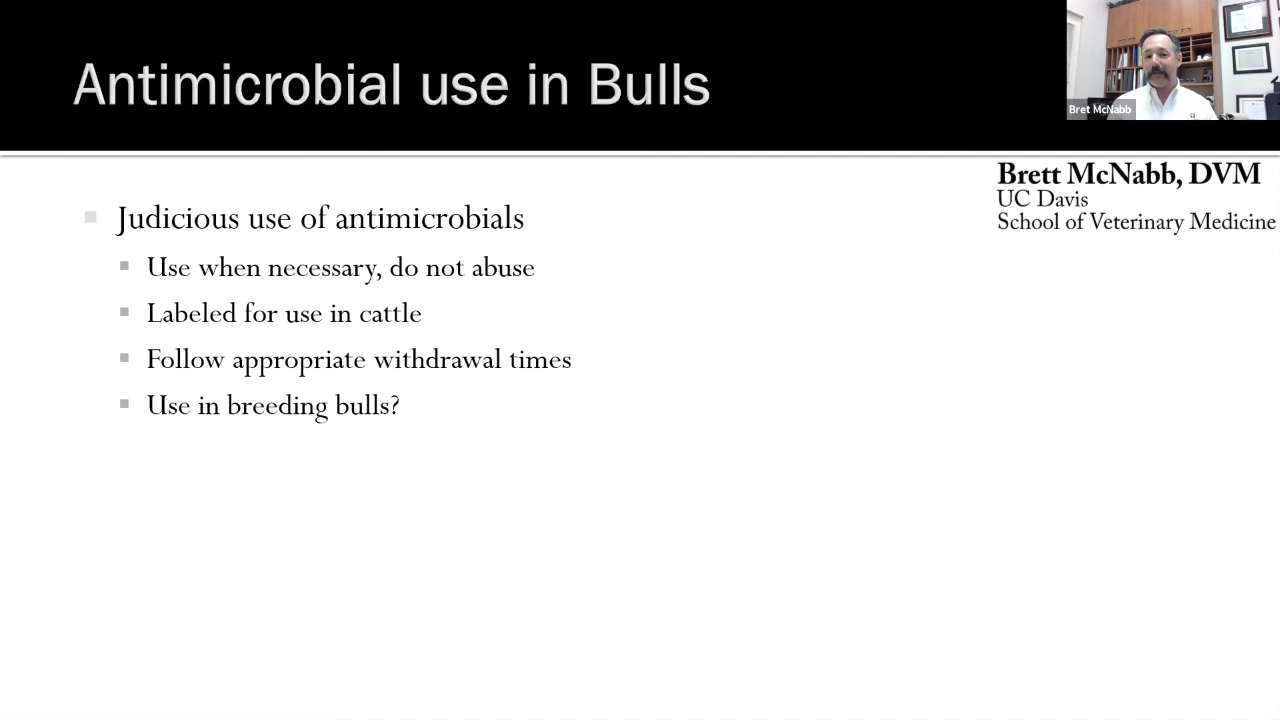 Antimicrobial use in Bulls
Bret McNabb
Brett McNabb, DVM
UC Davis
School of Veterinary Medicine
Judicious use of antimicrobials
Use when necessary, do not abuse
Labeled for use in cattle
Follow appropriate withdrawal times
Use in breeding bulls?